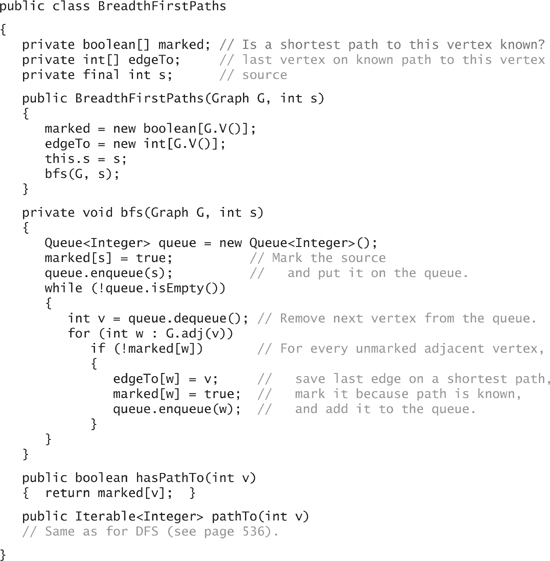 public class BreadthFirstPaths
{
private boolean[] marked; // Is a shortest path to this vertex known?
private int[] edgeTo; // last vertex on known path to this vertex
private final int s; // source
public BreadthFirstPaths(Graph G, int s)
{
marked = new boolean[G.V()];
edgeTo = new int[G.V()];
this.s = s;
bfs(G, s);
}
private void bfs(Graph G, int s)
{
Queue<Integer> queue = new Queue<Integer>();
marked[s] = true; // Mark the source
queue.enqueue(s); // and put it on the queue.
while (!queue.isEmpty())
{
int v = queue.dequeue(); // Remove next vertex from the queue.
for (int w : G.adj(v))
if (!marked[w]) // For every unmarked adjacent vertex,
{
edgeTo[w] = v; // save last edge on a shortest path,
marked[w] = true; // mark it because path is known,
queue.enqueue(w); // and add it to the queue.
}
}
}
public boolean hasPathTo(int v)
{ return marked[v]; }
public Iterable<Integer> pathTo(int v)
// Same as for DFS (see page 536).
}